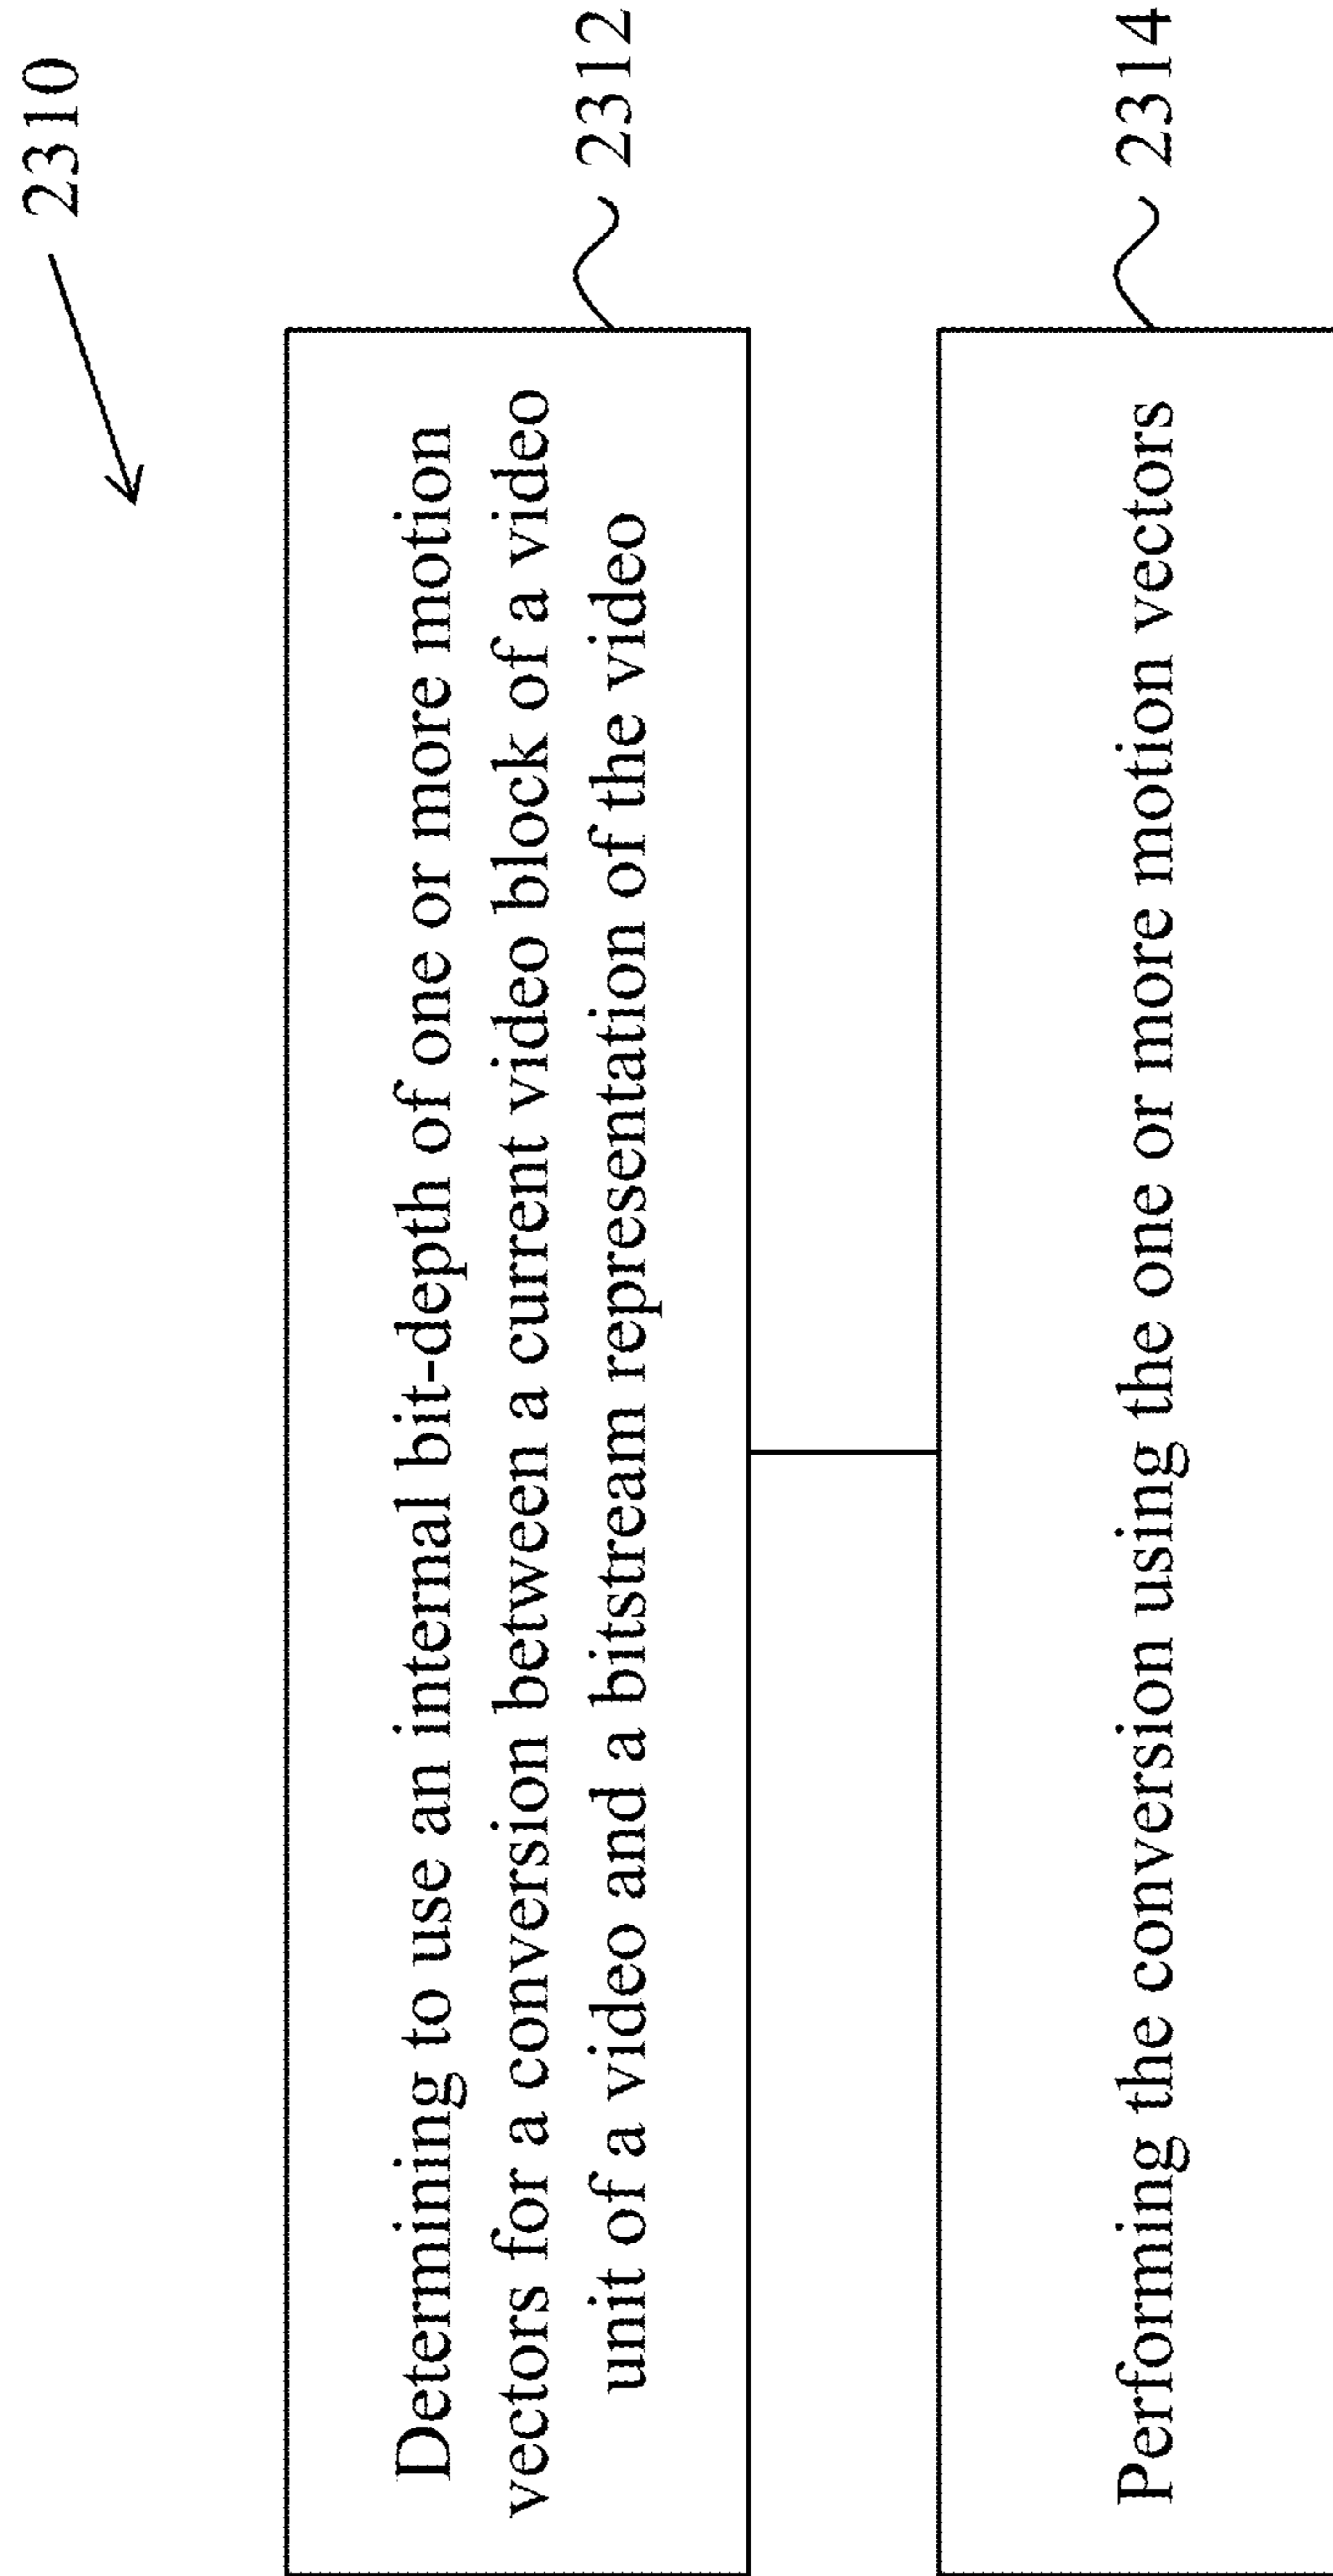 2310
Determining to use an internal bit-depth of one or more motion
vectors for a conversion between a current video block of a video
unit of a video and a bitstream representation of the video
2312
Performing the conversion using the one or more motion vectors
2314